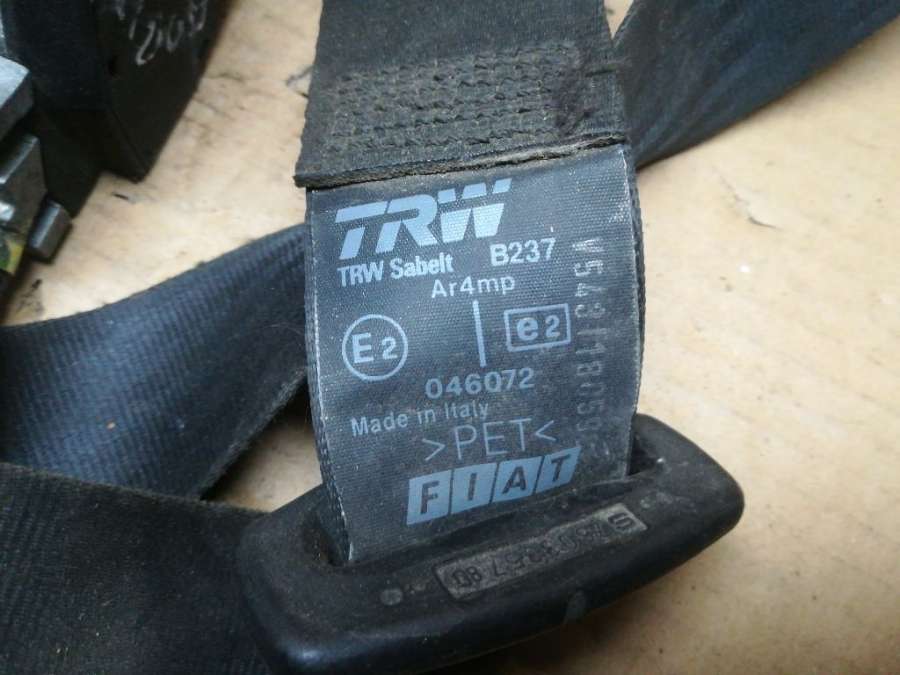 TRW
TRW Sabelt B237
Ar4mp
E2 e2
046072
Made in Italy
>PET<
FIAT